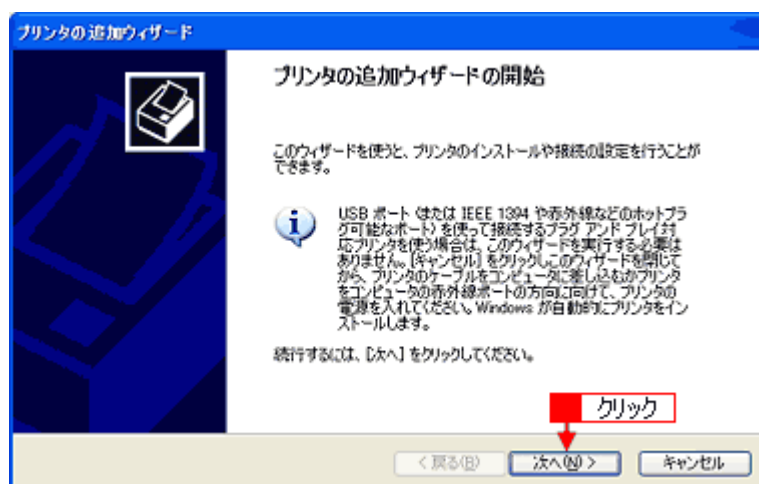 プリンタの追加ウィザード
プリンタの追加ウィザードの開始
このウィザードを使うと、プリンタのインストールや接続の設定を行うことが
できます。
USB ポート (または IEEE 1394 や赤外線などのホットプラ
グ可能なポート) を使って接続するプラグ アンド プレイ対
応プリンタを使う場合は、このウィザードを実行する必要は
ありません。[キャンセル] をクリックしこのウィザードを閉じて
から、プリンタのケーブルをコンピュータに差し込むかプリンタ
をコンピュータの赤外線ポートの方向に向けて、プリンタの
電源を入れてください。Windows が自動的にプリンタをイン
ストールします。
続行するには、[次へ] をクリックしてください。
クリック
< 戻る(B)
次へ(N) >
キャンセル